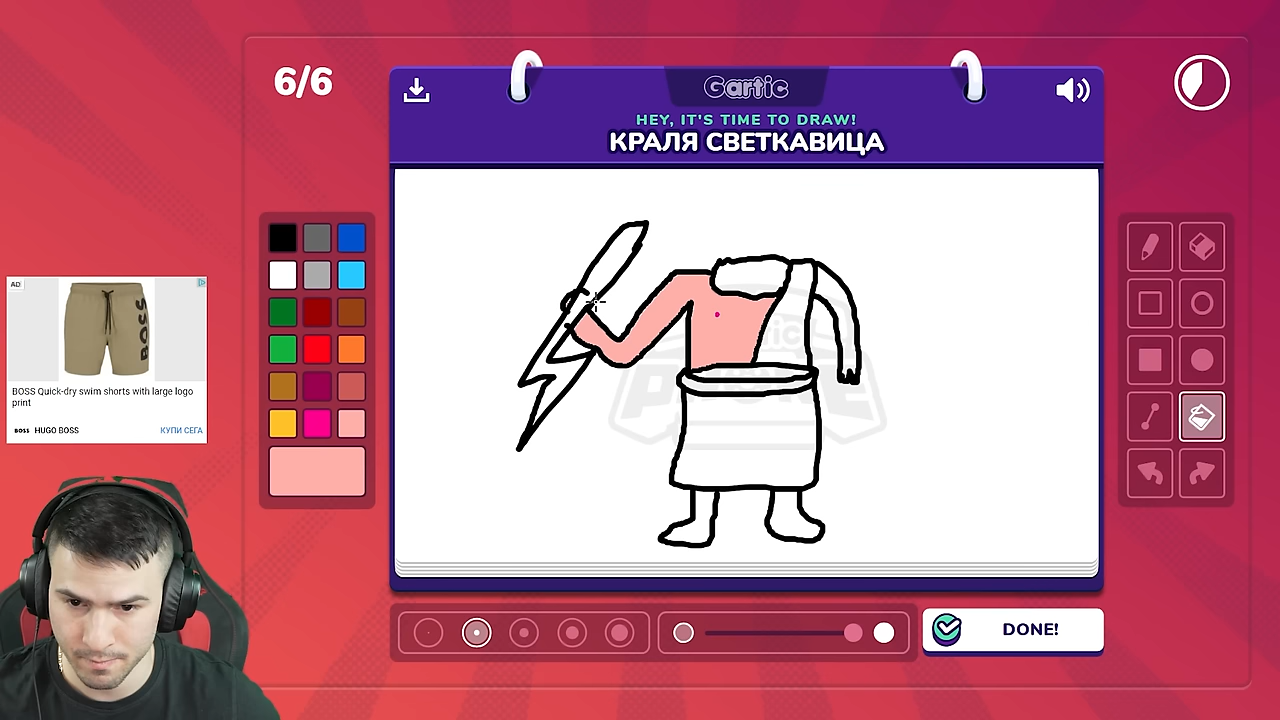 6/6
Gartic
HEY, IT'S TIME TO DRAW!
КРАЛЯ СВЕТКАВИЦА
AD
BOSS
BOSS Quick-dry swim shorts with large logo
print
BOSS HUGO BOSS КУПИ СЕГА
DONE!